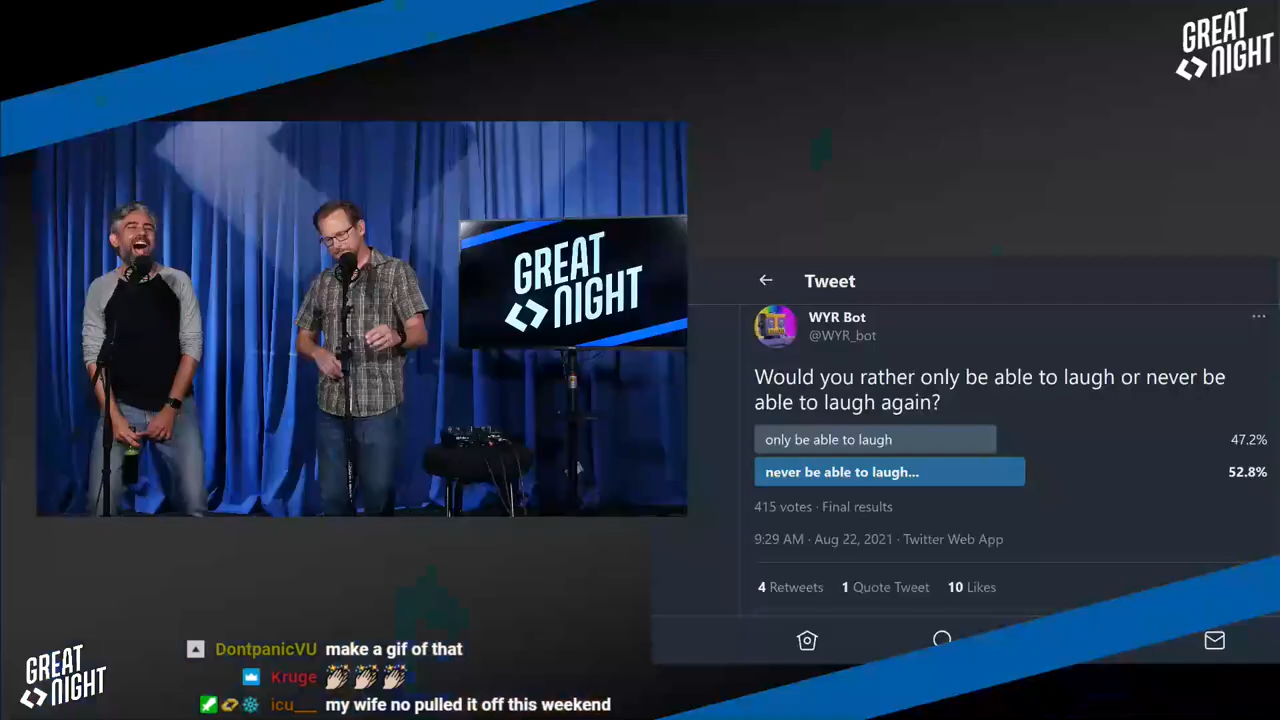 GREAT
NIGHT
GREAT
NIGHT
Tweet
WYR Bot
@WYR_bot
Would you rather only be able to laugh or never be
able to laugh again?
only be able to laugh 47.2%
never be able to laugh... 52.8%
415 votes · Final results
9:29 AM · Aug 22, 2021 · Twitter Web App
4 Retweets 1 Quote Tweet 10 Likes
GREAT
NIGHT
DontpanicVU make a gif of that
Kruge
icu___ my wife no pulled it off this weekend